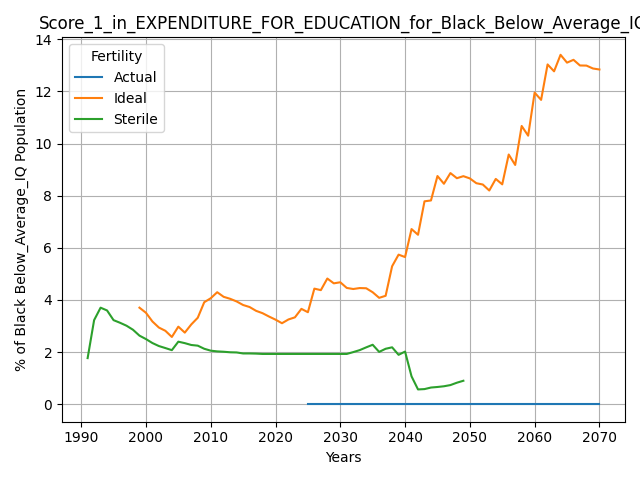 Score_1_in_EXPENDITURE_FOR_EDUCATION_for_Black_Below_Average_IQ
Fertility
Actual
Ideal
Sterile
% of Black Below_Average_IQ Population
14
12
10
8
6
4
2
0
1990 2000 2010 2020 2030 2040 2050 2060 2070
Years